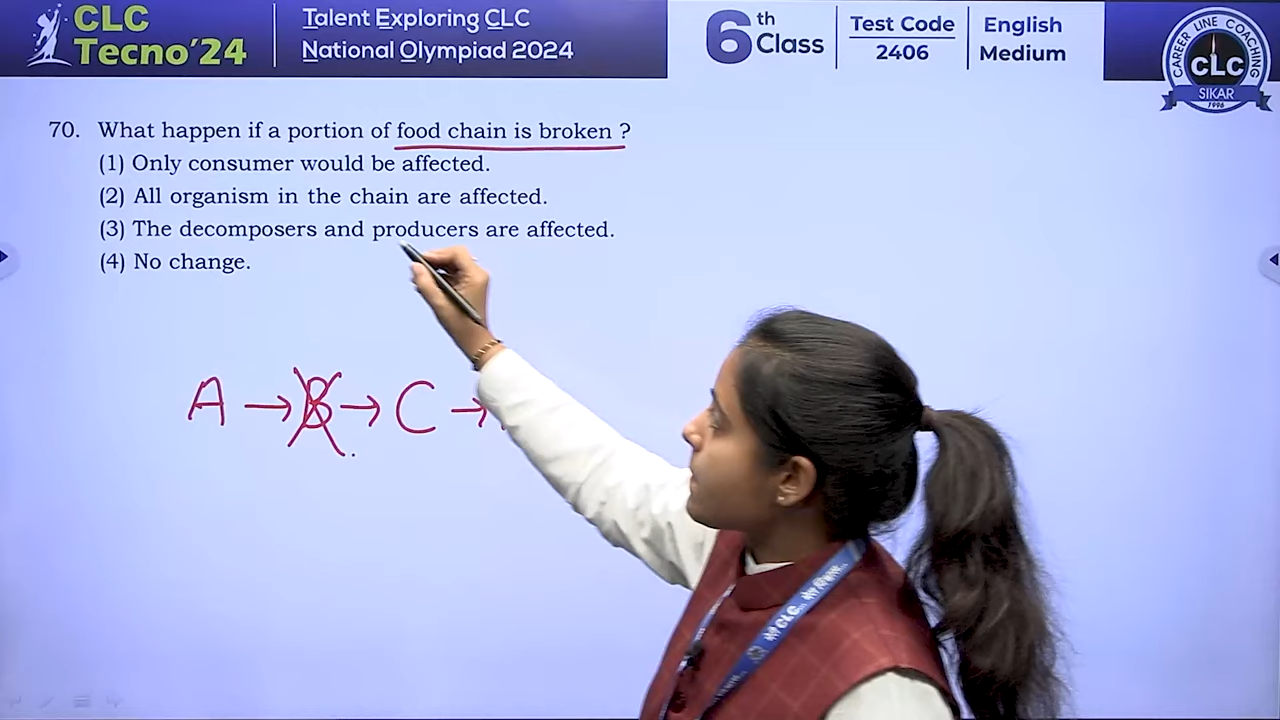 CLC
Tecno'24
Talent Exploring CLC
National Olympiad 2024
6th Class
Test Code
2406
English
Medium
CAREER LINE COACHING
CLC
SIKAR
1996
70. What happen if a portion of food chain is broken ?
(1) Only consumer would be affected.
(2) All organism in the chain are affected.
(3) The decomposers and producers are affected.
(4) No change.
A → B → C →
CLC